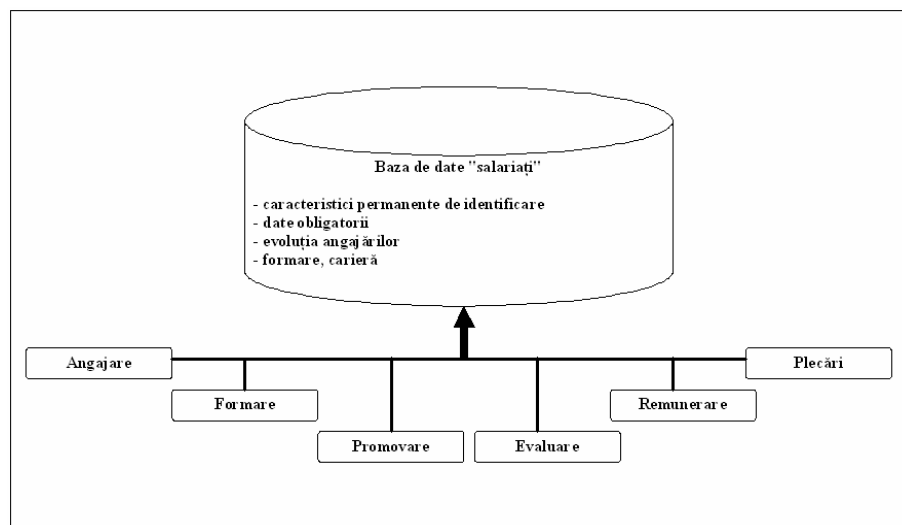 Baza de date "salariați"
- caracteristici permanente de identificare
- date obligatorii
- evoluția angajărilor
- formare, carieră
Angajare
Plecări
Formare
Remunerare
Promovare
Evaluare